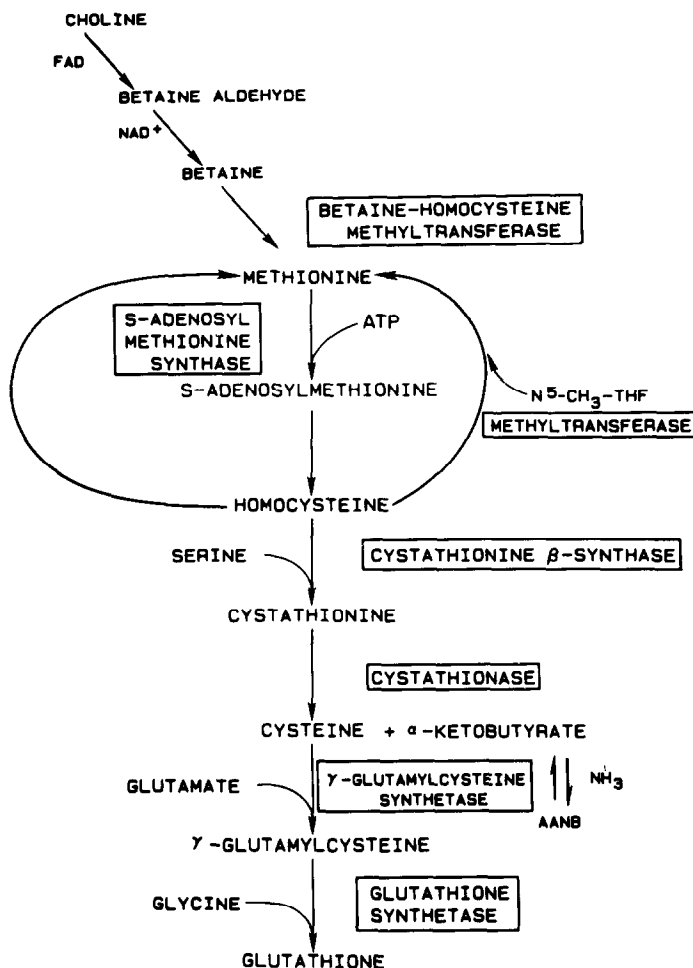 CHOLINE
FAD
BETAINE ALDEHYDE
NAD+
BETAINE
BETAINE-HOMOCYSTEINE
METHYLTRANSFERASE
METHIONINE
S-ADENOSYL
METHIONINE
SYNTHASE
ATP
S-ADENOSYLMETHIONINE
N5-CH3-THF
METHYLTRANSFERASE
HOMOCYSTEINE
SERINE
CYSTATHIONINE β-SYNTHASE
CYSTATHIONINE
CYSTATHIONASE
CYSTEINE + α-KETOBUTYRATE
GLUTAMATE
γ-GLUTAMYLCYSTEINE
SYNTHETASE
NH3
AANB
γ-GLUTAMYLCYSTEINE
GLYCINE
GLUTATHIONE
SYNTHETASE
GLUTATHIONE